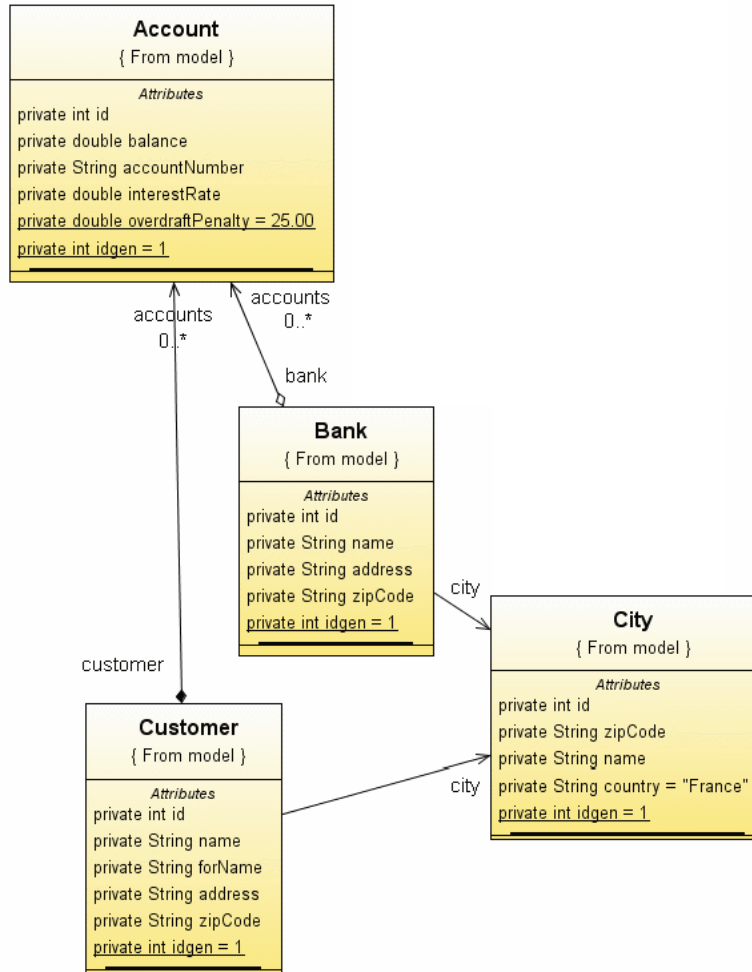 Account
{ From model }
Attributes
private int id
private double balance
private String accountNumber
private double interestRate
private double overdraftPenalty = 25.00
private int idgen = 1
accounts
0..*
accounts
0..*
bank
Bank
{ From model }
Attributes
private int id
private String name
private String address
private String zipCode
private int idgen = 1
city
customer
City
{ From model }
Attributes
private int id
private String zipCode
private String name
private String country = "France"
private int idgen = 1
city
Customer
{ From model }
Attributes
private int id
private String name
private String forName
private String address
private String zipCode
private int idgen = 1